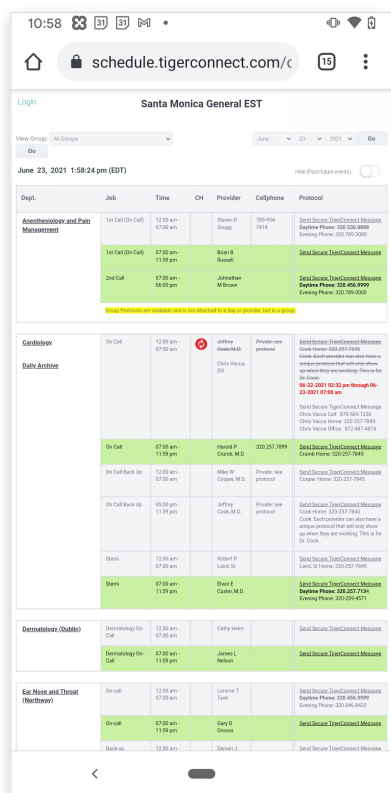 10:58 31 31
schedule.tigerconnect.com/c 15
Login
Santa Monica General EST
View Group: All Groups June 23 2021 Go
Go
June 23, 2021 1:58:24 pm (EDT) Hide (Past/future events)
Dept. Job Time CH Provider Cellphone Protocol
Anesthesiology and Pain Management
1st Call (On Call) 12:00 am - 07:00 am Steven P Snugg 789-954-7414
Send Secure TigerConnect Message
Daytime Phone: 320.530.8888
Evening Phone: 320.789.0000
1st Call (On Call) 07:00 am - 11:59 pm Brian B Russell
Send Secure TigerConnect Message
2nd Call 07:00 am - 06:00 pm Johnathan M Brown
Send Secure TigerConnect Message
Daytime Phone: 320.456.9999
Evening Phone: 320.789.0000
Group Protocols are available and is not attached to a day or provider, but to a group
Cardiology
Daily Archive
On Call 12:00 am - 07:00 am Jeffrey Cook, M.D. Private: see protocol
Chris Vacca, DO
Send Secure TigerConnect Message
Cook Home: 320-257-7845
Cook: Each provider can also have a
unique protocol that will only show
up when they are working. This is for
Dr. Cook.
06-22-2021 02:32 pm through 06-
23-2021 07:00 am
Send Secure TigerConnect Message
Chris Vacca Cell: 879-569-1236
Chris Vacca Home: 320-257-7845
Chris Vacca Office: 872-487-4874
On Call 07:00 am - 11:59 pm Harold P Crumb, M.D. 320.257.7899
Send Secure TigerConnect Message
Crumb Home: 320-257-7845
On Call Back Up 12:00 am - 07:00 am Mike W Cooper, M.D. Private: see protocol
Send Secure TigerConnect Message
Cooper Home: 320-257-7845
On Call Back Up 05:00 pm - 11:59 pm Jeffrey Cook, M.D. Private: see protocol
Send Secure TigerConnect Message
Cook Home: 320-257-7845
Cook: Each provider can also have a
unique protocol that will only show
up when they are working. This is for
Dr. Cook.
Stemi 12:00 am - 07:00 am Robert P Laird, Sr.
Send Secure TigerConnect Message
Laird, Sr Home: 320-257-7845
Stemi 07:00 am - 11:59 pm Elwin E Custer, M.D.
Send Secure TigerConnect Message
Daytime Phone: 320.257.7134
Evening Phone: 320-259-4571
Dermatology (Dublin)
Dermatology On-Call 12:00 am - 07:00 am Cathy Helm
Send Secure TigerConnect Message
Dermatology On-Call 07:00 am - 11:59 pm James L Nelson
Send Secure TigerConnect Message
Ear Nose and Throat (Northway)
On-call 12:00 am - 07:00 am Lerome T Tash
Send Secure TigerConnect Message
Daytime Phone: 320.456.9999
Evening Phone: 320.846.8433
On-call 07:00 am - 11:59 pm Gary D Grooss
Send Secure TigerConnect Message
Back-up 12:00 am - Darwin J
Send Secure TigerConnect Message